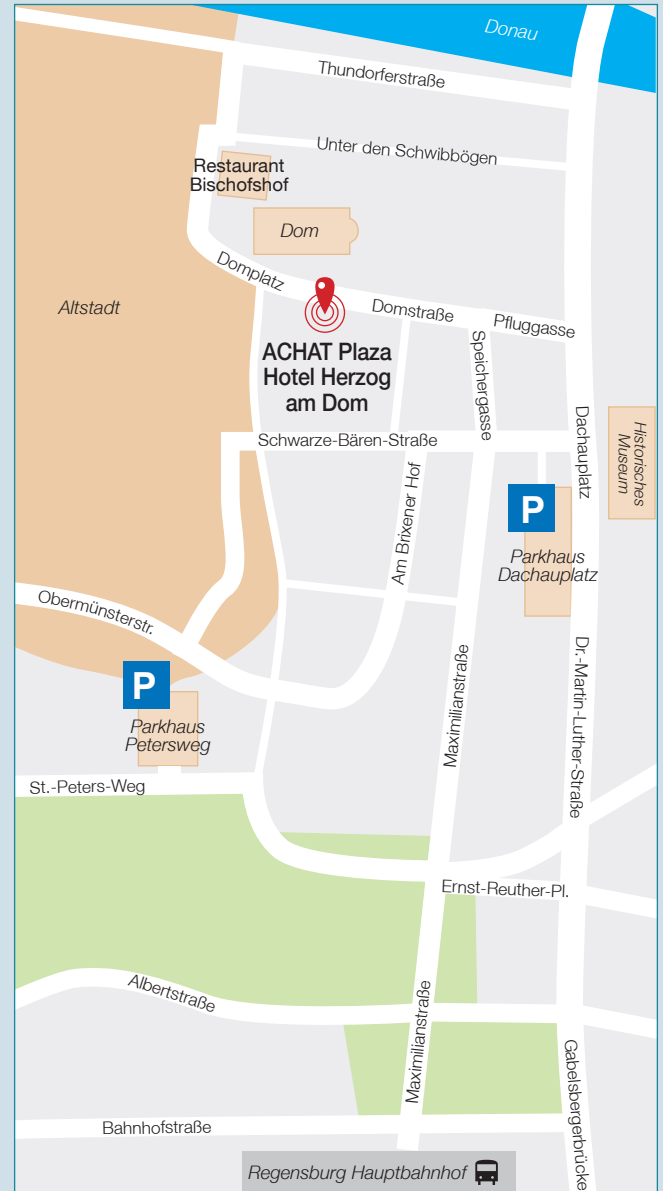 Donau
Thundorferstraße
Unter den Schwibbögen
Restaurant
Bischofshof
Dom
Domplatz
Altstadt
Domstraße
Pfluggasse
ACHAT Plaza
Hotel Herzog
am Dom
Speichergasse
Schwarze-Bären-Straße
Dachauplatz
Historisches
Museum
Am Brixener Hof
P
Parkhaus
Dachauplatz
Obermünsterstr.
P
Parkhaus
Petersweg
Maximilianstraße
Dr.-Martin-Luther-Straße
St.-Peters-Weg
Ernst-Reuther-Pl.
Albertstraße
Maximilianstraße
Gabelsbergerbrücke
Bahnhofstraße
Regensburg Hauptbahnhof